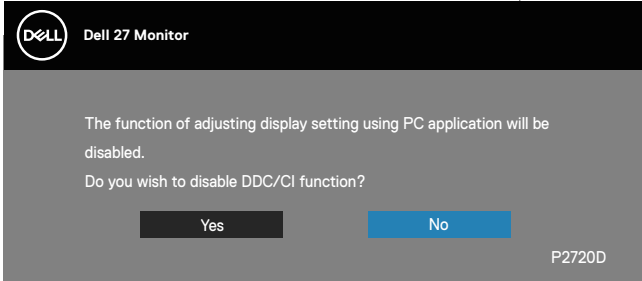 DELL
Dell 27 Monitor
The function of adjusting display setting using PC application will be
disabled.
Do you wish to disable DDC/CI function?
Yes
No
P2720D